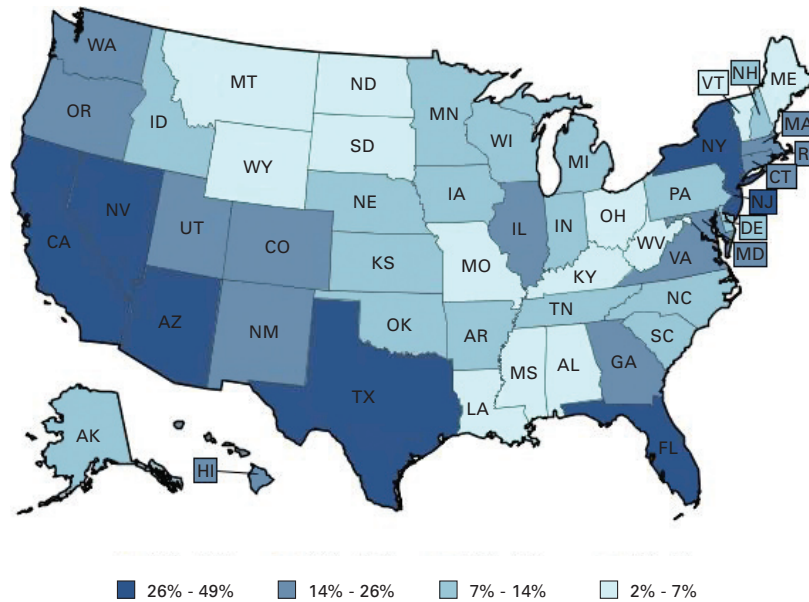 WA
MT
ND
MN
VT
NH
ME
OR
ID
SD
WI
NY
MA
R
WY
MI
CT
NV
NE
IA
PA
NJ
CA
UT
CO
IL
IN
OH
WV
DE
KS
MO
KY
VA
MD
AZ
NM
OK
AR
TN
NC
SC
TX
MS
AL
GA
LA
AK
HI
FL
26% - 49%
14% - 26%
7% - 14%
2% - 7%